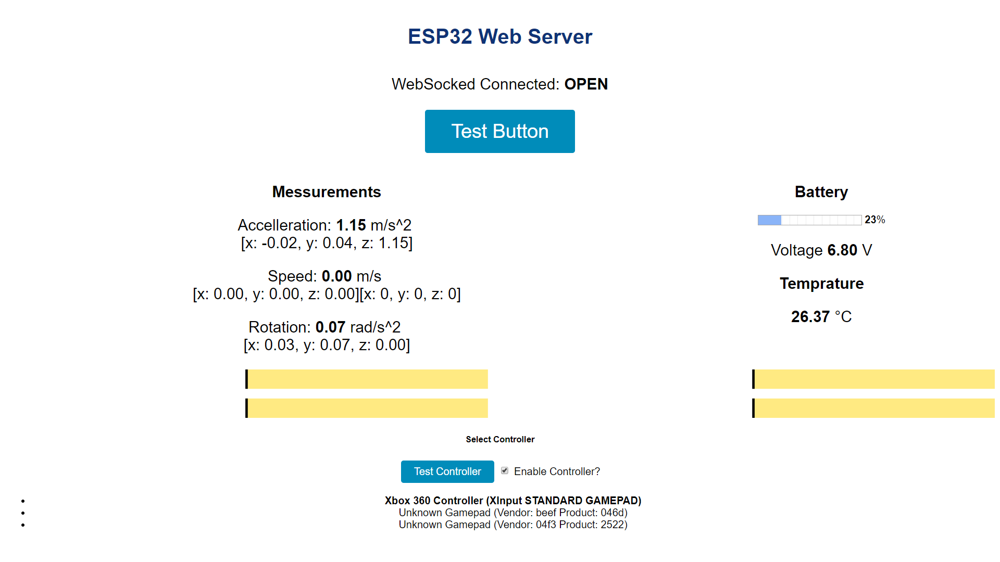 ESP32 Web Server
WebSocked Connected: OPEN
Test Button
Messurements
Accelleration: 1.15 m/s^2
[x: -0.02, y: 0.04, z: 1.15]
Speed: 0.00 m/s
[x: 0.00, y: 0.00, z: 0.00][x: 0, y: 0, z: 0]
Rotation: 0.07 rad/s^2
[x: 0.03, y: 0.07, z: 0.00]
Battery
23%
Voltage 6.80 V
Temprature
26.37 °C
Select Controller
Test Controller Enable Controller?
Xbox 360 Controller (XInput STANDARD GAMEPAD)
Unknown Gamepad (Vendor: beef Product: 046d)
Unknown Gamepad (Vendor: 04f3 Product: 2522)